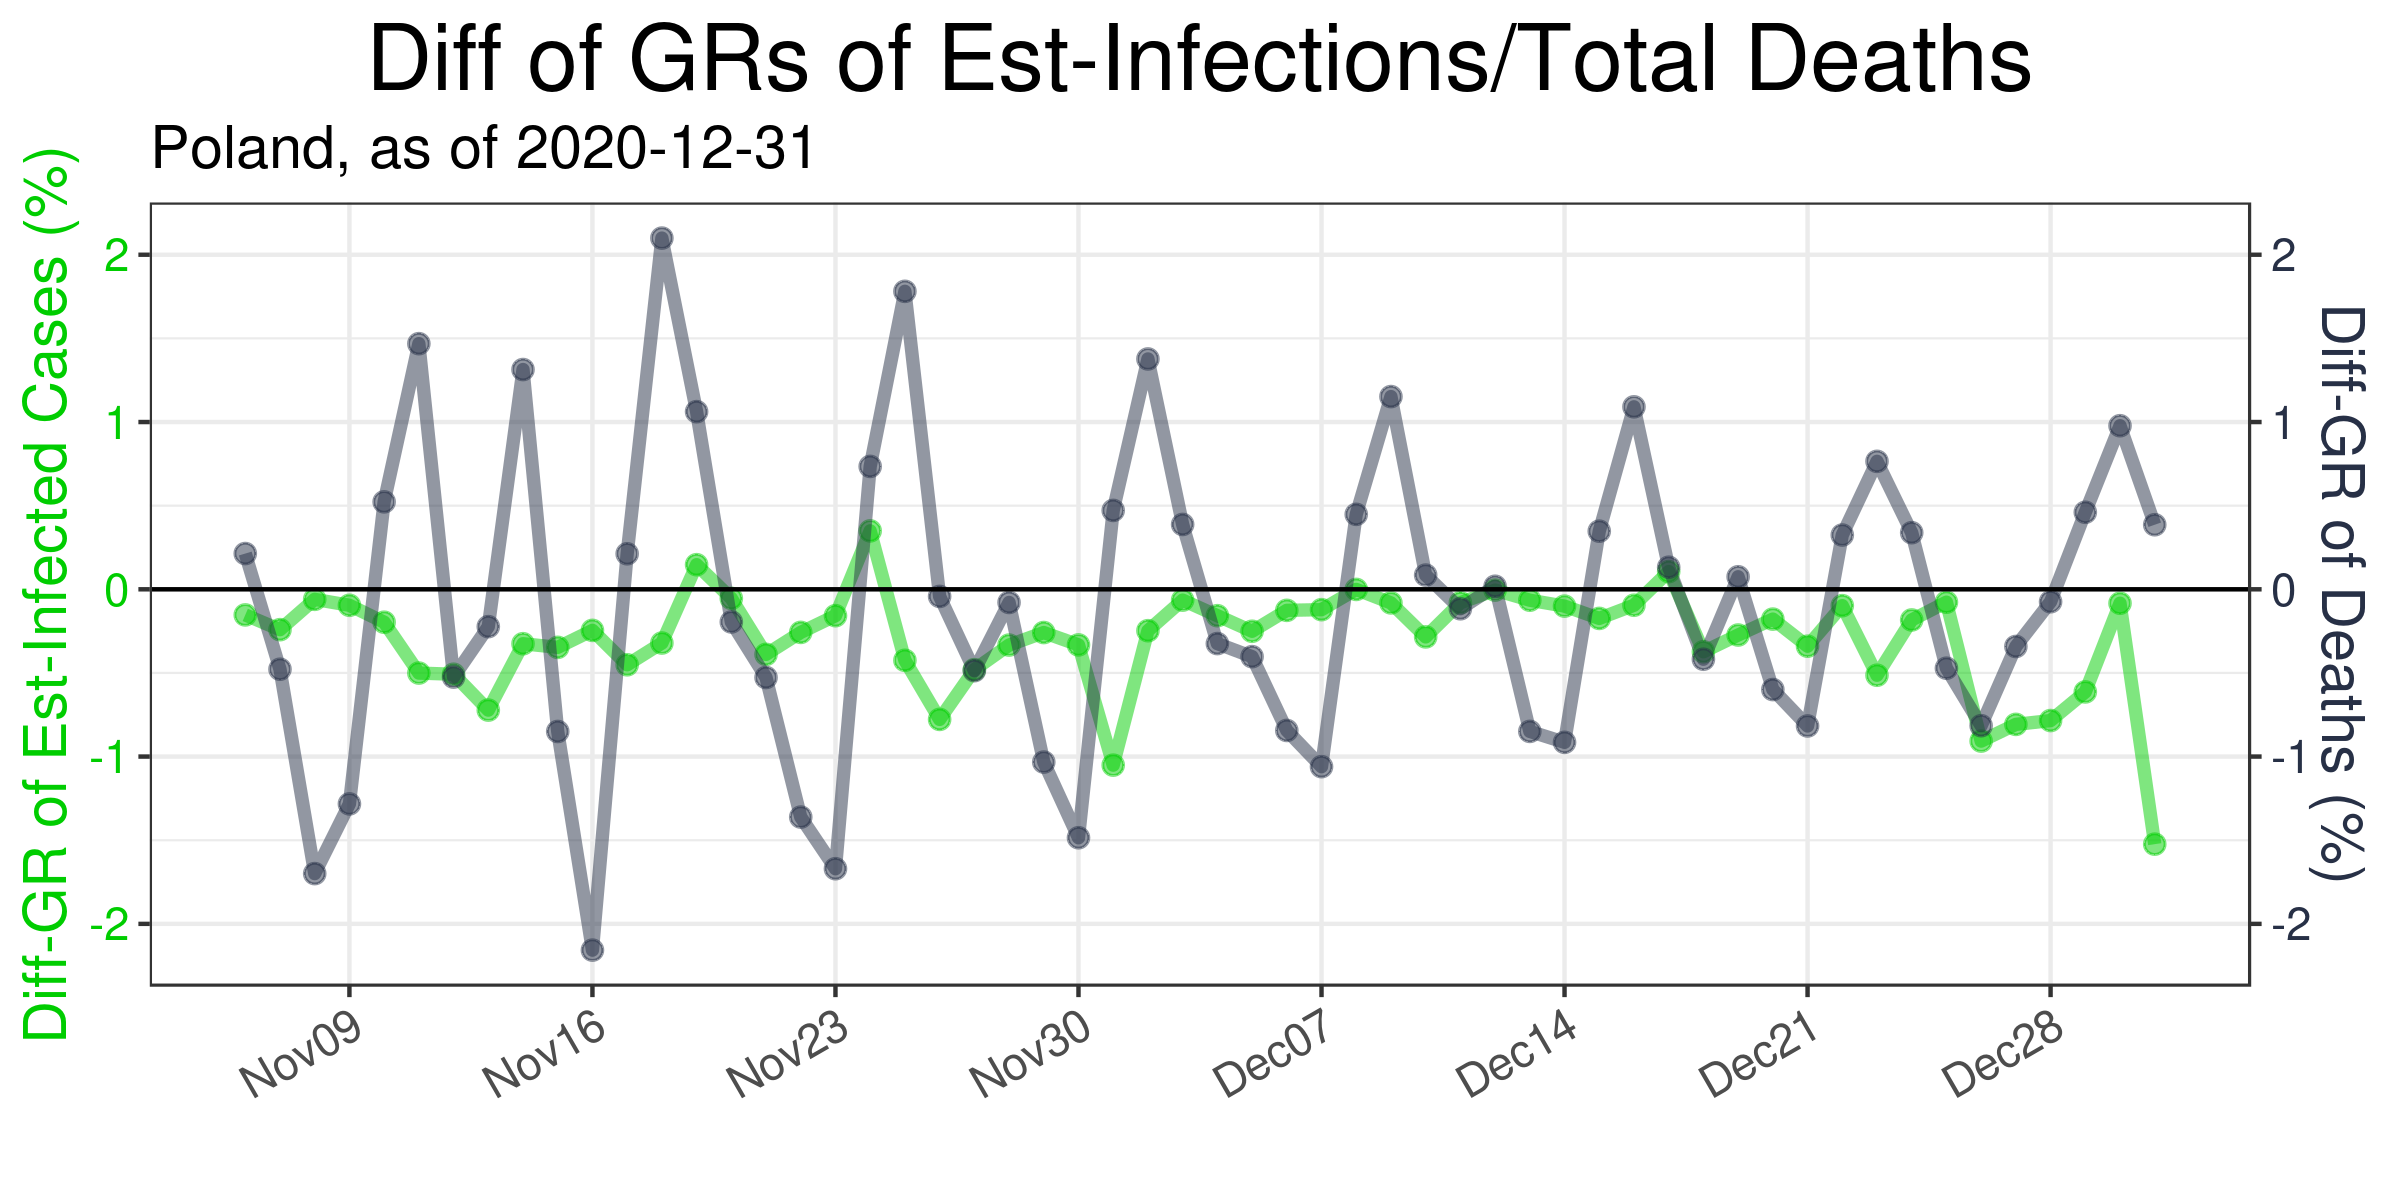 Diff of GRs of Est-Infections/Total Deaths
Poland, as of 2020-12-31
Diff-GR of Est-Infected Cases (%)
2
1
0
-1
-2
2
1
0
-1
-2
Diff-GR of Deaths (%)
Nov09
Nov16
Nov23
Nov30
Dec07
Dec14
Dec21
Dec28